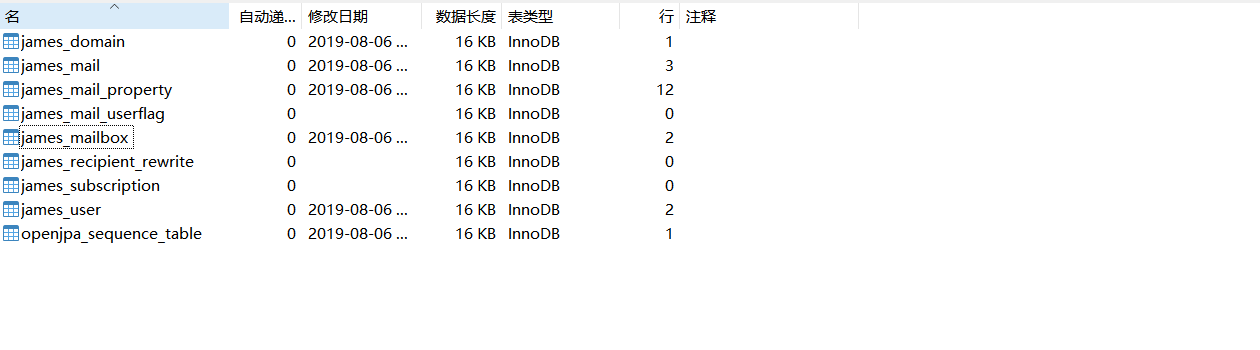 名 自动递... 修改日期 数据长度 表类型 行 注释
james_domain 0 2019-08-06 ... 16 KB InnoDB 1
james_mail 0 2019-08-06 ... 16 KB InnoDB 3
james_mail_property 0 2019-08-06 ... 16 KB InnoDB 12
james_mail_userflag 0 16 KB InnoDB 0
james_mailbox 0 2019-08-06 ... 16 KB InnoDB 2
james_recipient_rewrite 0 16 KB InnoDB 0
james_subscription 0 16 KB InnoDB 0
james_user 0 2019-08-06 ... 16 KB InnoDB 2
openjpa_sequence_table 0 2019-08-06 ... 16 KB InnoDB 1